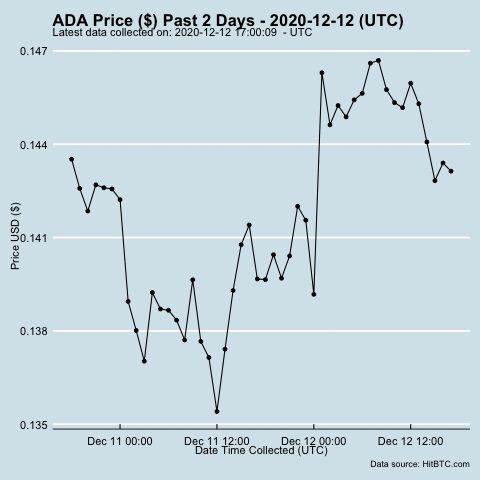 ADA Price ($) Past 2 Days - 2020-12-12 (UTC)
Latest data collected on: 2020-12-12 17:00:09  - UTC
0.147
0.144
0.141
0.138
0.135
Price USD ($)
Dec 11 00:00
Dec 11 12:00
Dec 12 00:00
Dec 12 12:00
Date Time Collected (UTC)
Data source: HitBTC.com